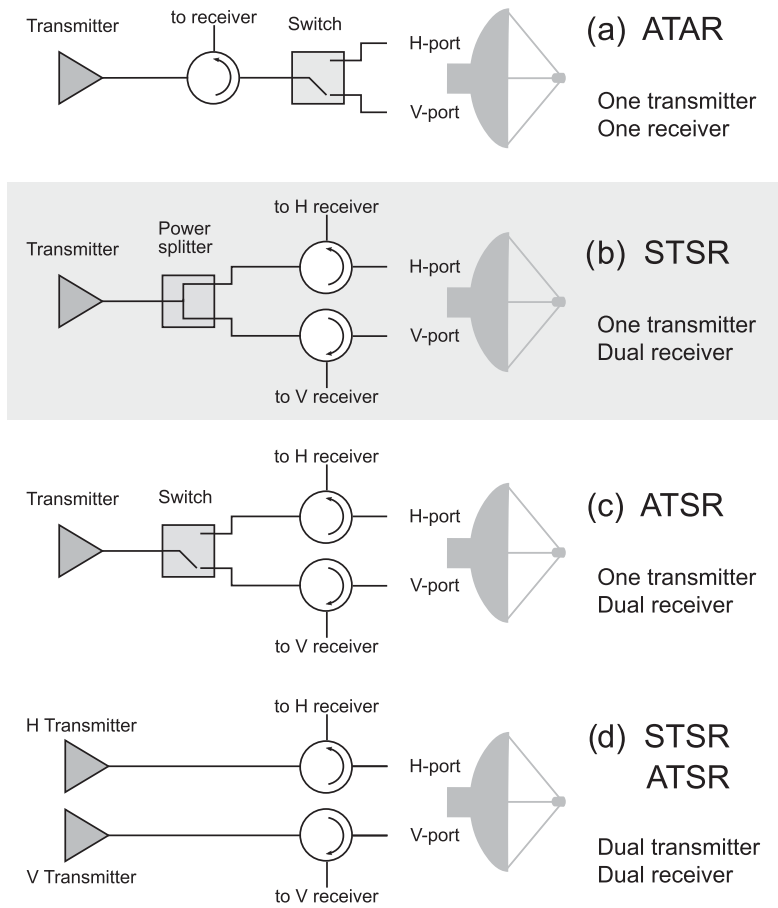 Transmitter
to receiver
Switch
H-port
V-port
(a) ATAR
One transmitter
One receiver
Transmitter
Power
splitter
to H receiver
H-port
V-port
to V receiver
(b) STSR
One transmitter
Dual receiver
Transmitter
Switch
to H receiver
H-port
V-port
to V receiver
(c) ATSR
One transmitter
Dual receiver
H Transmitter
V Transmitter
to H receiver
H-port
V-port
to V receiver
(d) STSR
ATSR
Dual transmitter
Dual receiver